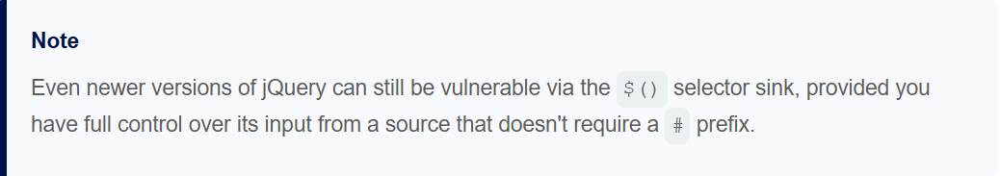 Note
Even newer versions of jQuery can still be vulnerable via the $() selector sink, provided you
have full control over its input from a source that doesn't require a # prefix.